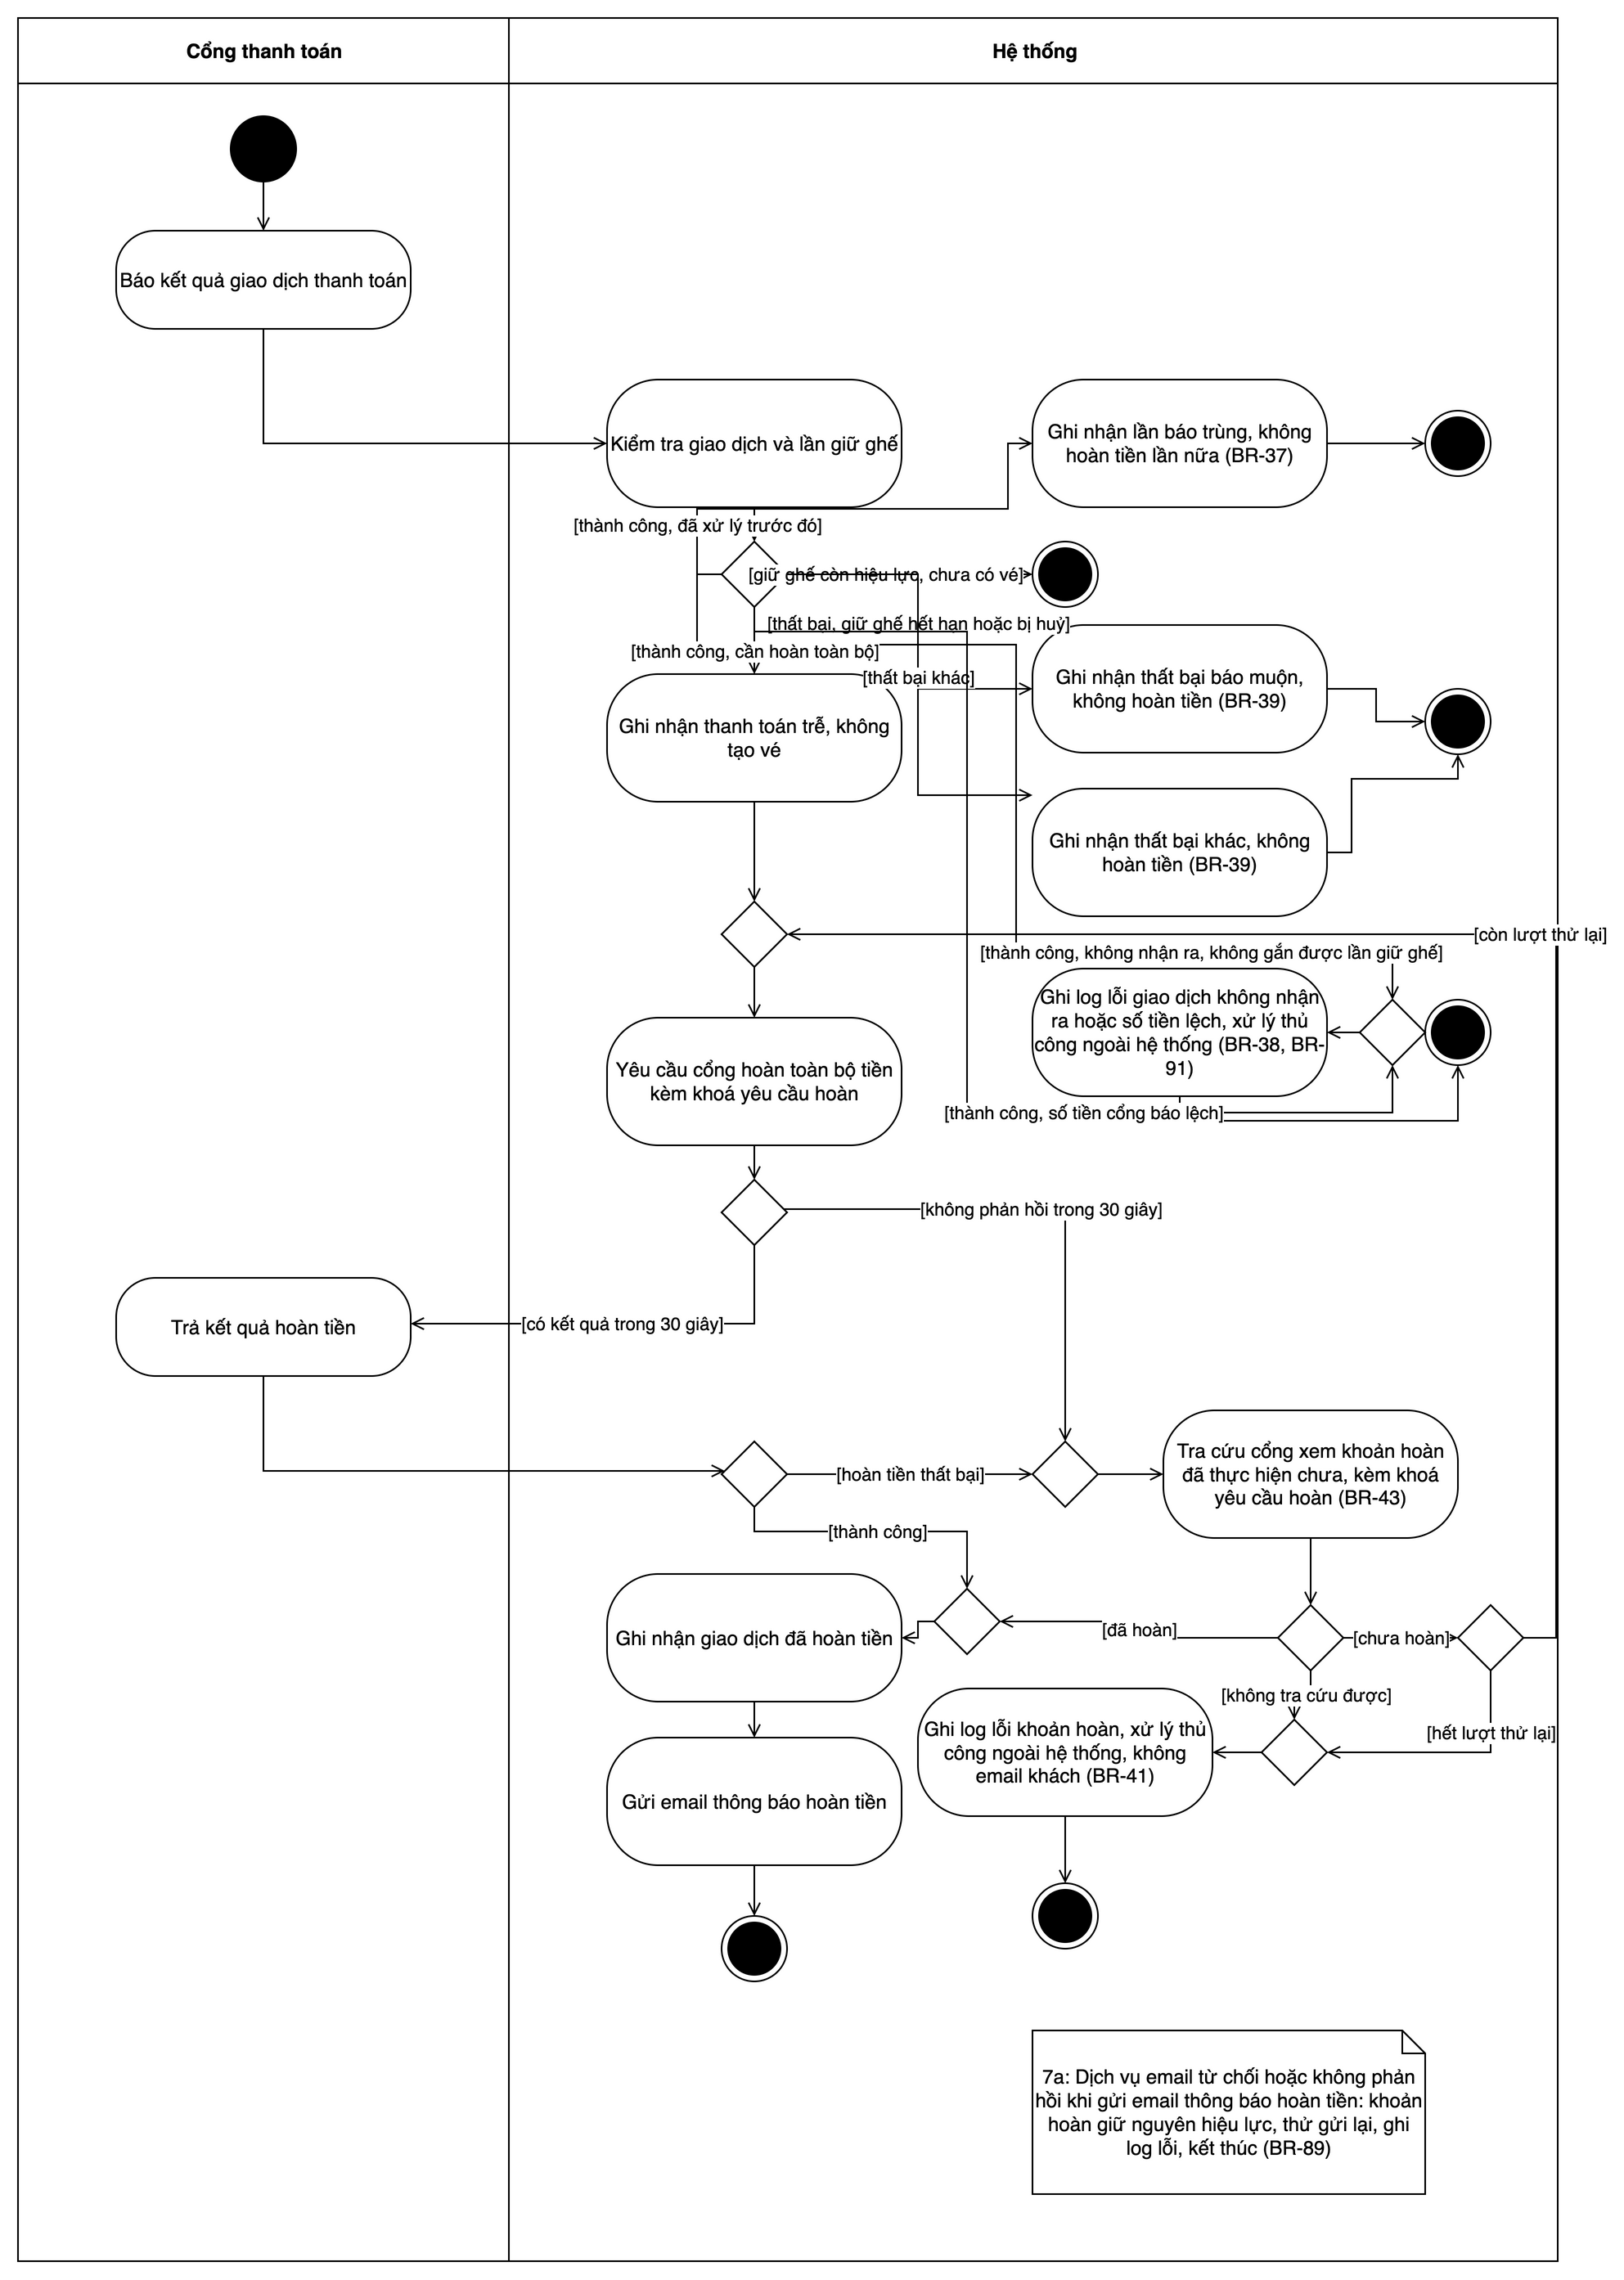 Cổng thanh toán
Hệ thống
Báo kết quả giao dịch thanh toán
Kiểm tra giao dịch và lần giữ ghế
Ghi nhận lần báo trùng, không
hoàn tiền lần nữa (BR-37)
[thành công, đã xử lý trước đó]
[giữ ghế còn hiệu lực, chưa có vé]
[thất bại, giữ ghế hết hạn hoặc bị huỷ]
[thành công, cần hoàn toàn bộ]
[thất bại khác]
Ghi nhận thất bại báo muộn,
không hoàn tiền (BR-39)
Ghi nhận thanh toán trễ, không
tạo vé
Ghi nhận thất bại khác, không
hoàn tiền (BR-39)
[còn lượt thử lại]
[thành công, không nhận ra, không gắn được lần giữ ghế]
Ghi log lỗi giao dịch không nhận
ra hoặc số tiền lệch, xử lý thủ
công ngoài hệ thống (BR-38, BR-
91)
Yêu cầu cổng hoàn toàn bộ tiền
kèm khoá yêu cầu hoàn
[thành công, số tiền cổng báo lệch]
[không phản hồi trong 30 giây]
Trả kết quả hoàn tiền
[có kết quả trong 30 giây]
Tra cứu cổng xem khoản hoàn
đã thực hiện chưa, kèm khoá
yêu cầu hoàn (BR-43)
[hoàn tiền thất bại]
[thành công]
Ghi nhận giao dịch đã hoàn tiền
[đã hoàn]
[chưa hoàn]
[không tra cứu được]
[hết lượt thử lại]
Ghi log lỗi khoản hoàn, xử lý thủ
công ngoài hệ thống, không
email khách (BR-41)
Gửi email thông báo hoàn tiền
7a: Dịch vụ email từ chối hoặc không phản
hồi khi gửi email thông báo hoàn tiền: khoản
hoàn giữ nguyên hiệu lực, thử gửi lại, ghi
log lỗi, kết thúc (BR-89)